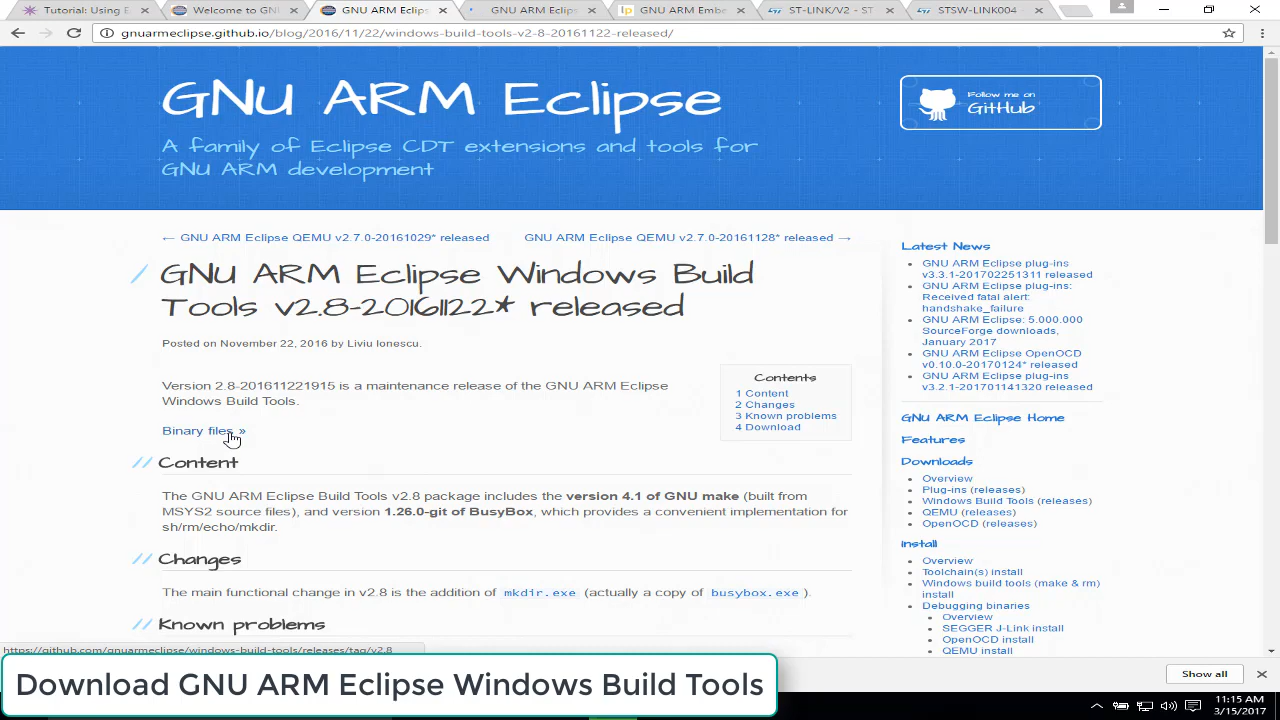 Tutorial: Using E
Welcome to GN
GNU ARM Eclip
GNU ARM Eclips
GNU ARM Embe
ST-LINK/V2 - ST
STSW-LINK004 -
gnuarmeclipse.github.io/blog/2016/11/22/windows-build-tools-v2-8-20161122-released/
GNU ARM Eclipse
A family of Eclipse CDT extensions and tools for
GNU ARM development
Follow me on
GitHub
← GNU ARM Eclipse QEMU v2.7.0-20161029* released
GNU ARM Eclipse QEMU v2.7.0-20161128* released →
GNU ARM Eclipse Windows Build
Tools v2.8-20161122* released
Posted on November 22, 2016 by Liviu Ionescu.
Version 2.8-201611221915 is a maintenance release of the GNU ARM Eclipse
Windows Build Tools.
Binary files »
Contents
1 Content
2 Changes
3 Known problems
4 Download
// Content
The GNU ARM Eclipse Build Tools v2.8 package includes the version 4.1 of GNU make (built from
MSYS2 source files), and version 1.26.0-git of BusyBox, which provides a convenient implementation for
sh/rm/echo/mkdir.
// Changes
The main functional change in v2.8 is the addition of mkdir.exe (actually a copy of busybox.exe ).
// Known problems
Latest News
GNU ARM Eclipse plug-ins
v3.3.1-201702251311 released
GNU ARM Eclipse plug-ins:
Received fatal alert:
handshake_failure
GNU ARM Eclipse: 5.000.000
SourceForge downloads,
January 2017
GNU ARM Eclipse OpenOCD
v0.10.0-20170124* released
GNU ARM Eclipse plug-ins
v3.2.1-201701141320 released
GNU ARM Eclipse Home
Features
Downloads
Overview
Plug-ins (releases)
Windows Build Tools (releases)
QEMU (releases)
OpenOCD (releases)
Install
Overview
Toolchain(s) install
Windows build tools (make & rm)
install
Debugging binaries
Overview
SEGGER J-Link install
OpenOCD install
QEMU install
https://github.com/gnuarmeclipse/windows-build-tools/releases/tag/v2.8
Download GNU ARM Eclipse Windows Build Tools
Show all
11:15 AM
3/15/2017